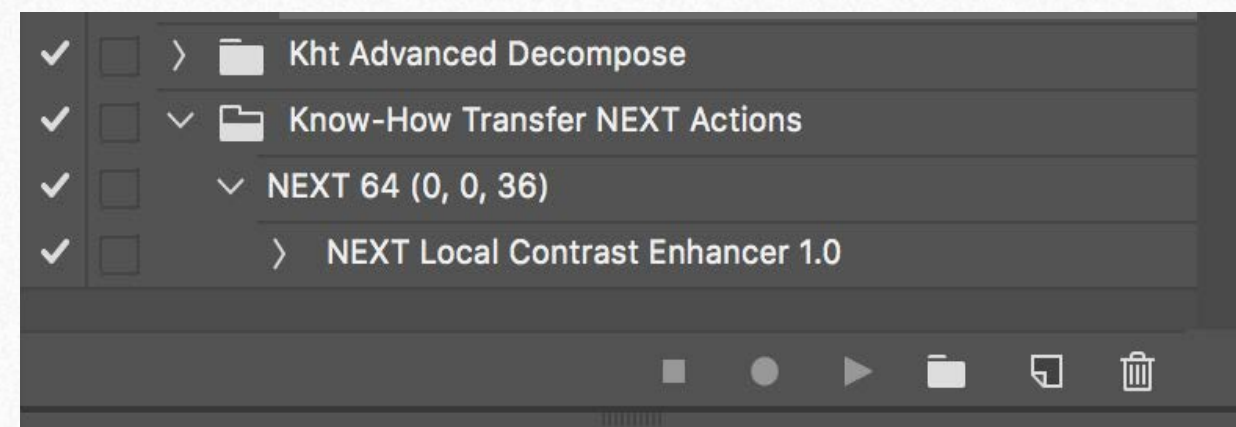 Kht Advanced Decompose
Know-How Transfer NEXT Actions
NEXT 64 (0, 0, 36)
NEXT Local Contrast Enhancer 1.0